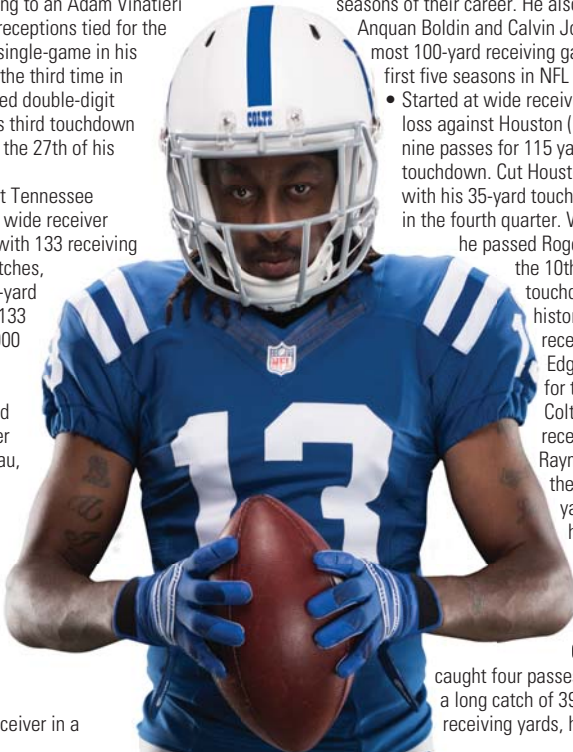 ng to an Adam Vinatieri
receptions tied for the
single-game in his
the third time in
ed double-digit
s third touchdown
the 27th of his
t Tennessee
wide receiver
with 133 receiving
tches,
-yard
133
00
d
er
au,
ceiver in a
seasons of their career. He also
Anquan Boldin and Calvin Jo
most 100-yard receiving ga
first five seasons in NFL
• Started at wide receiv
loss against Houston (
nine passes for 115 ya
touchdown. Cut Houst
with his 35-yard touch
in the fourth quarter. V
he passed Rog
the 10th
touchd
histor
rece
Edg
for t
Colt
rece
Rayn
the
ya
h
caught four passe
a long catch of 39
receiving yards, h
COLTS
NFL
13